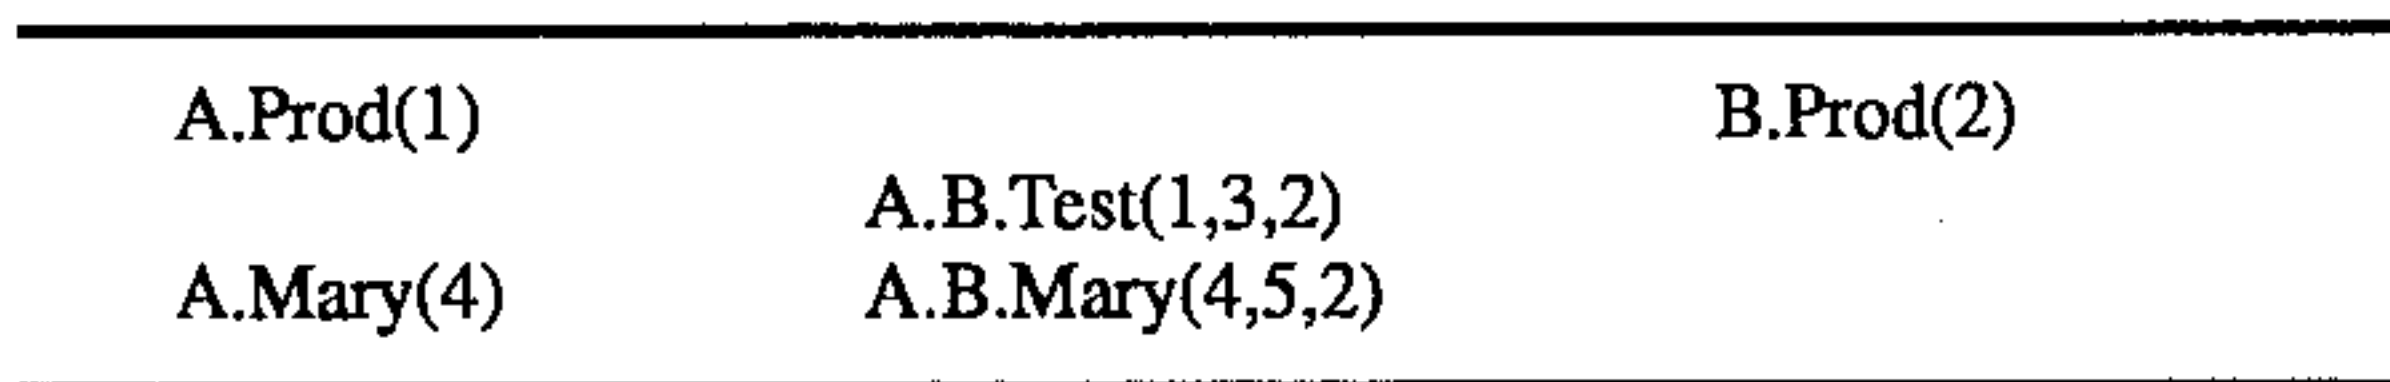 A.Prod(1) B.Prod(2)
A.B.Test(1,3,2)
A.Mary(4) A.B.Mary(4,5,2)